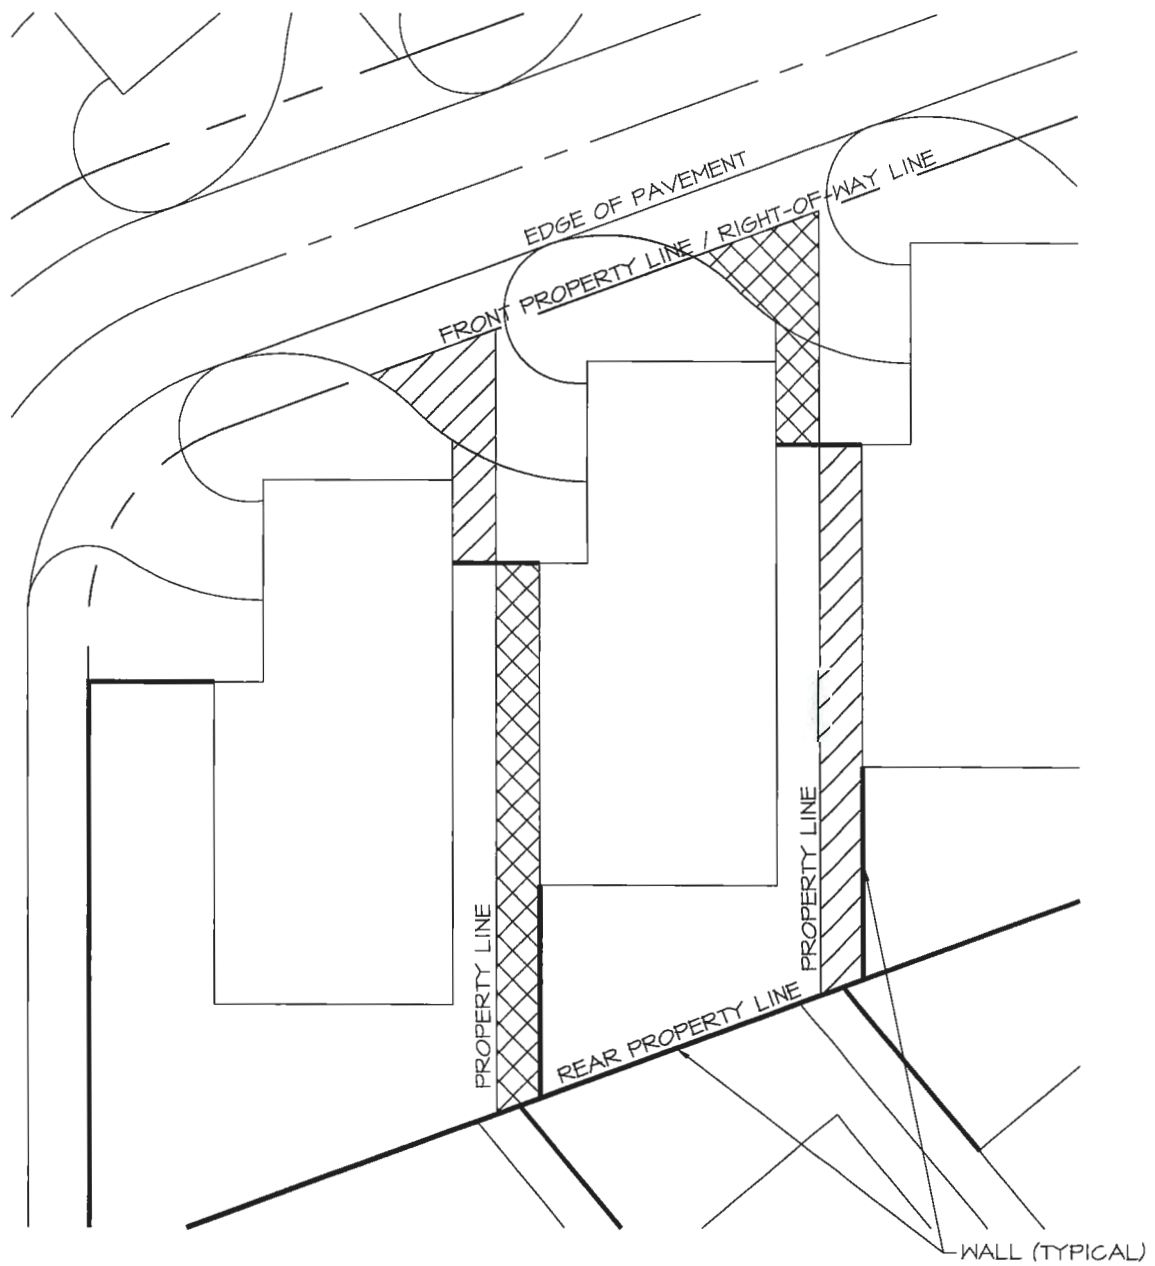 EDGE OF PAVEMENT
FRONT PROPERTY LINE / RIGHT-OF-WAY LINE
PROPERTY LINE
PROPERTY LINE
REAR PROPERTY LINE
WALL (TYPICAL)